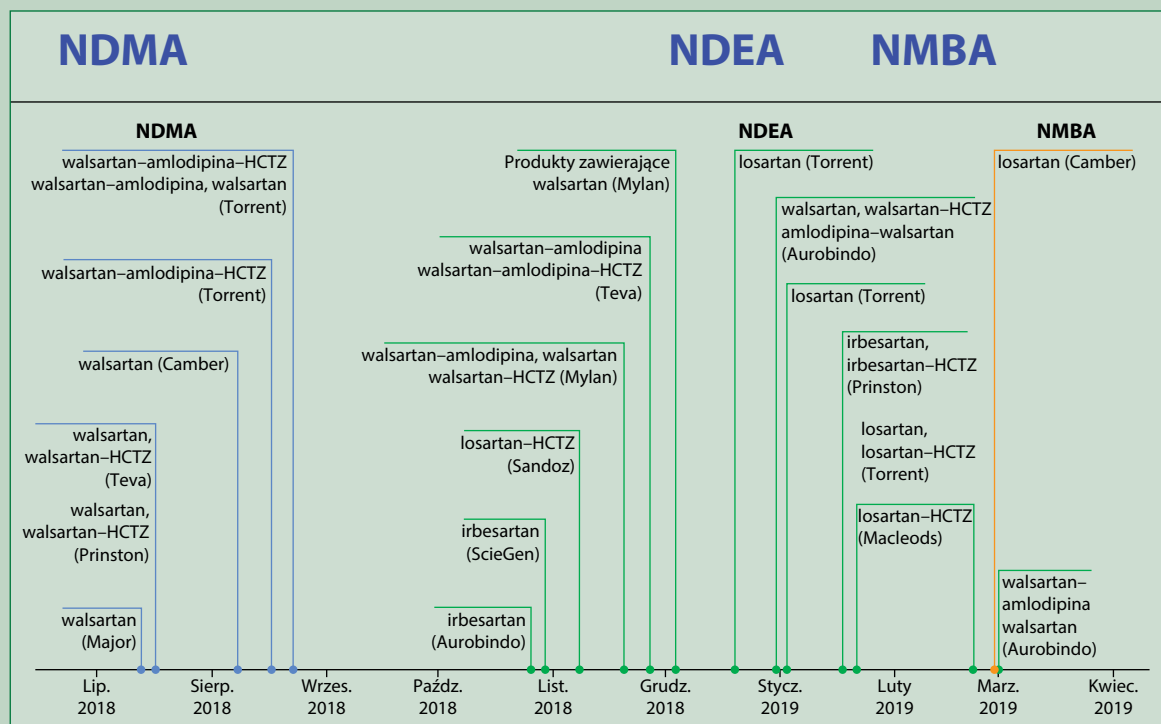 NDMA
NDEA
NMBA
NDMA
walsartan–amlodipina–HCTZ
walsartan–amlodipina, walsartan
(Torrent)
walsartan–amlodipina–HCTZ
(Torrent)
walsartan (Camber)
walsartan,
walsartan–HCTZ
(Teva)
walsartan,
walsartan–HCTZ
(Prinston)
walsartan
(Major)
NDEA
Produkty zawierające
walsartan (Mylan)
walsartan–amlodipina
walsartan–amlodipina–HCTZ
(Teva)
walsartan–amlodipina, walsartan
walsartan–HCTZ (Mylan)
losartan–HCTZ
(Sandoz)
irbesartan
(ScieGen)
irbesartan
(Aurobindo)
losartan (Torrent)
walsartan, walsartan–HCTZ
amlodipina–walsartan
(Aurobindo)
losartan (Torrent)
irbesartan,
irbesartan–HCTZ
(Prinston)
losartan,
losartan–HCTZ
(Torrent)
losartan–HCTZ
(Macleods)
NMBA
losartan (Camber)
walsartan–
amlodipina
walsartan
(Aurobindo)
Lip.
2018
Sierp.
2018
Wrzes.
2018
Paźdz.
2018
List.
2018
Grudz.
2018
Stycz.
2019
Luty
2019
Marz.
2019
Kwiec.
2019